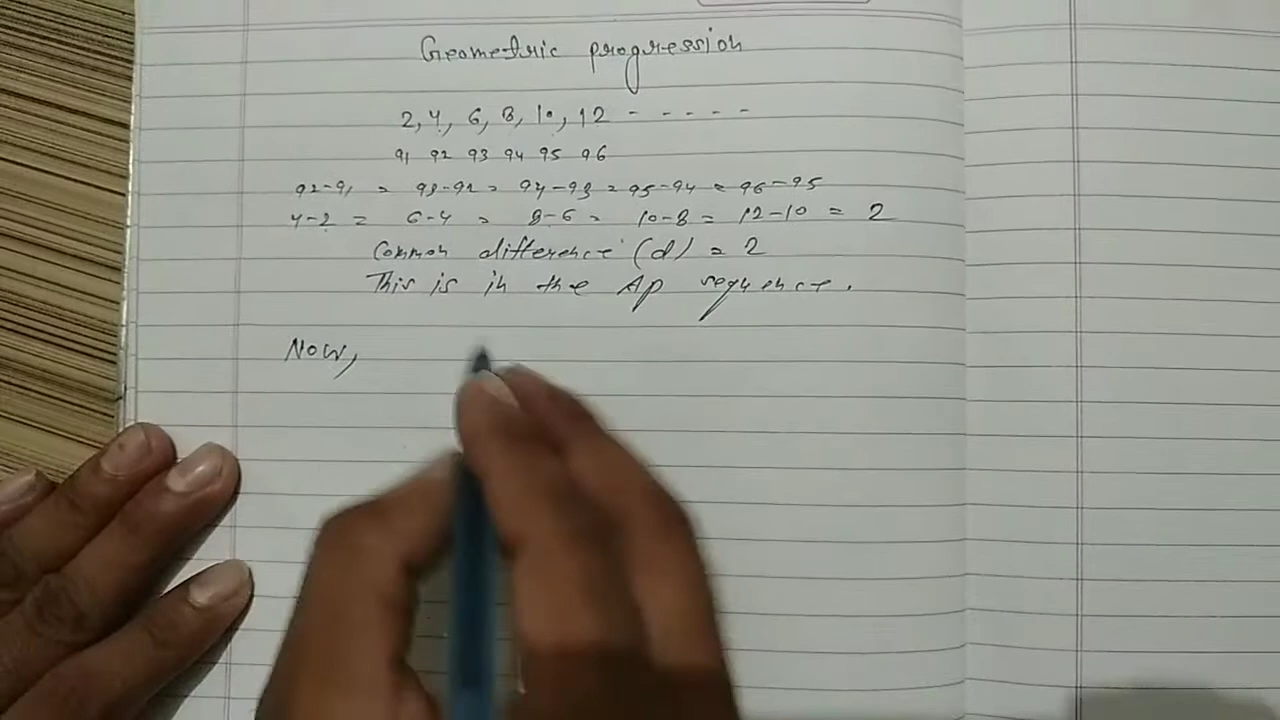 Geometric progression
2, 4, 6, 8, 10, 12 - - - - -
a1 a2 a3 a4 a5 a6
a2-a1 = a3-a2 = a4-a3 = a5-a4 = a6-a5
4-2 = 6-4 = 8-6 = 10-8 = 12-10 = 2
Common difference (d) = 2
This is in the AP sequence.
Now,